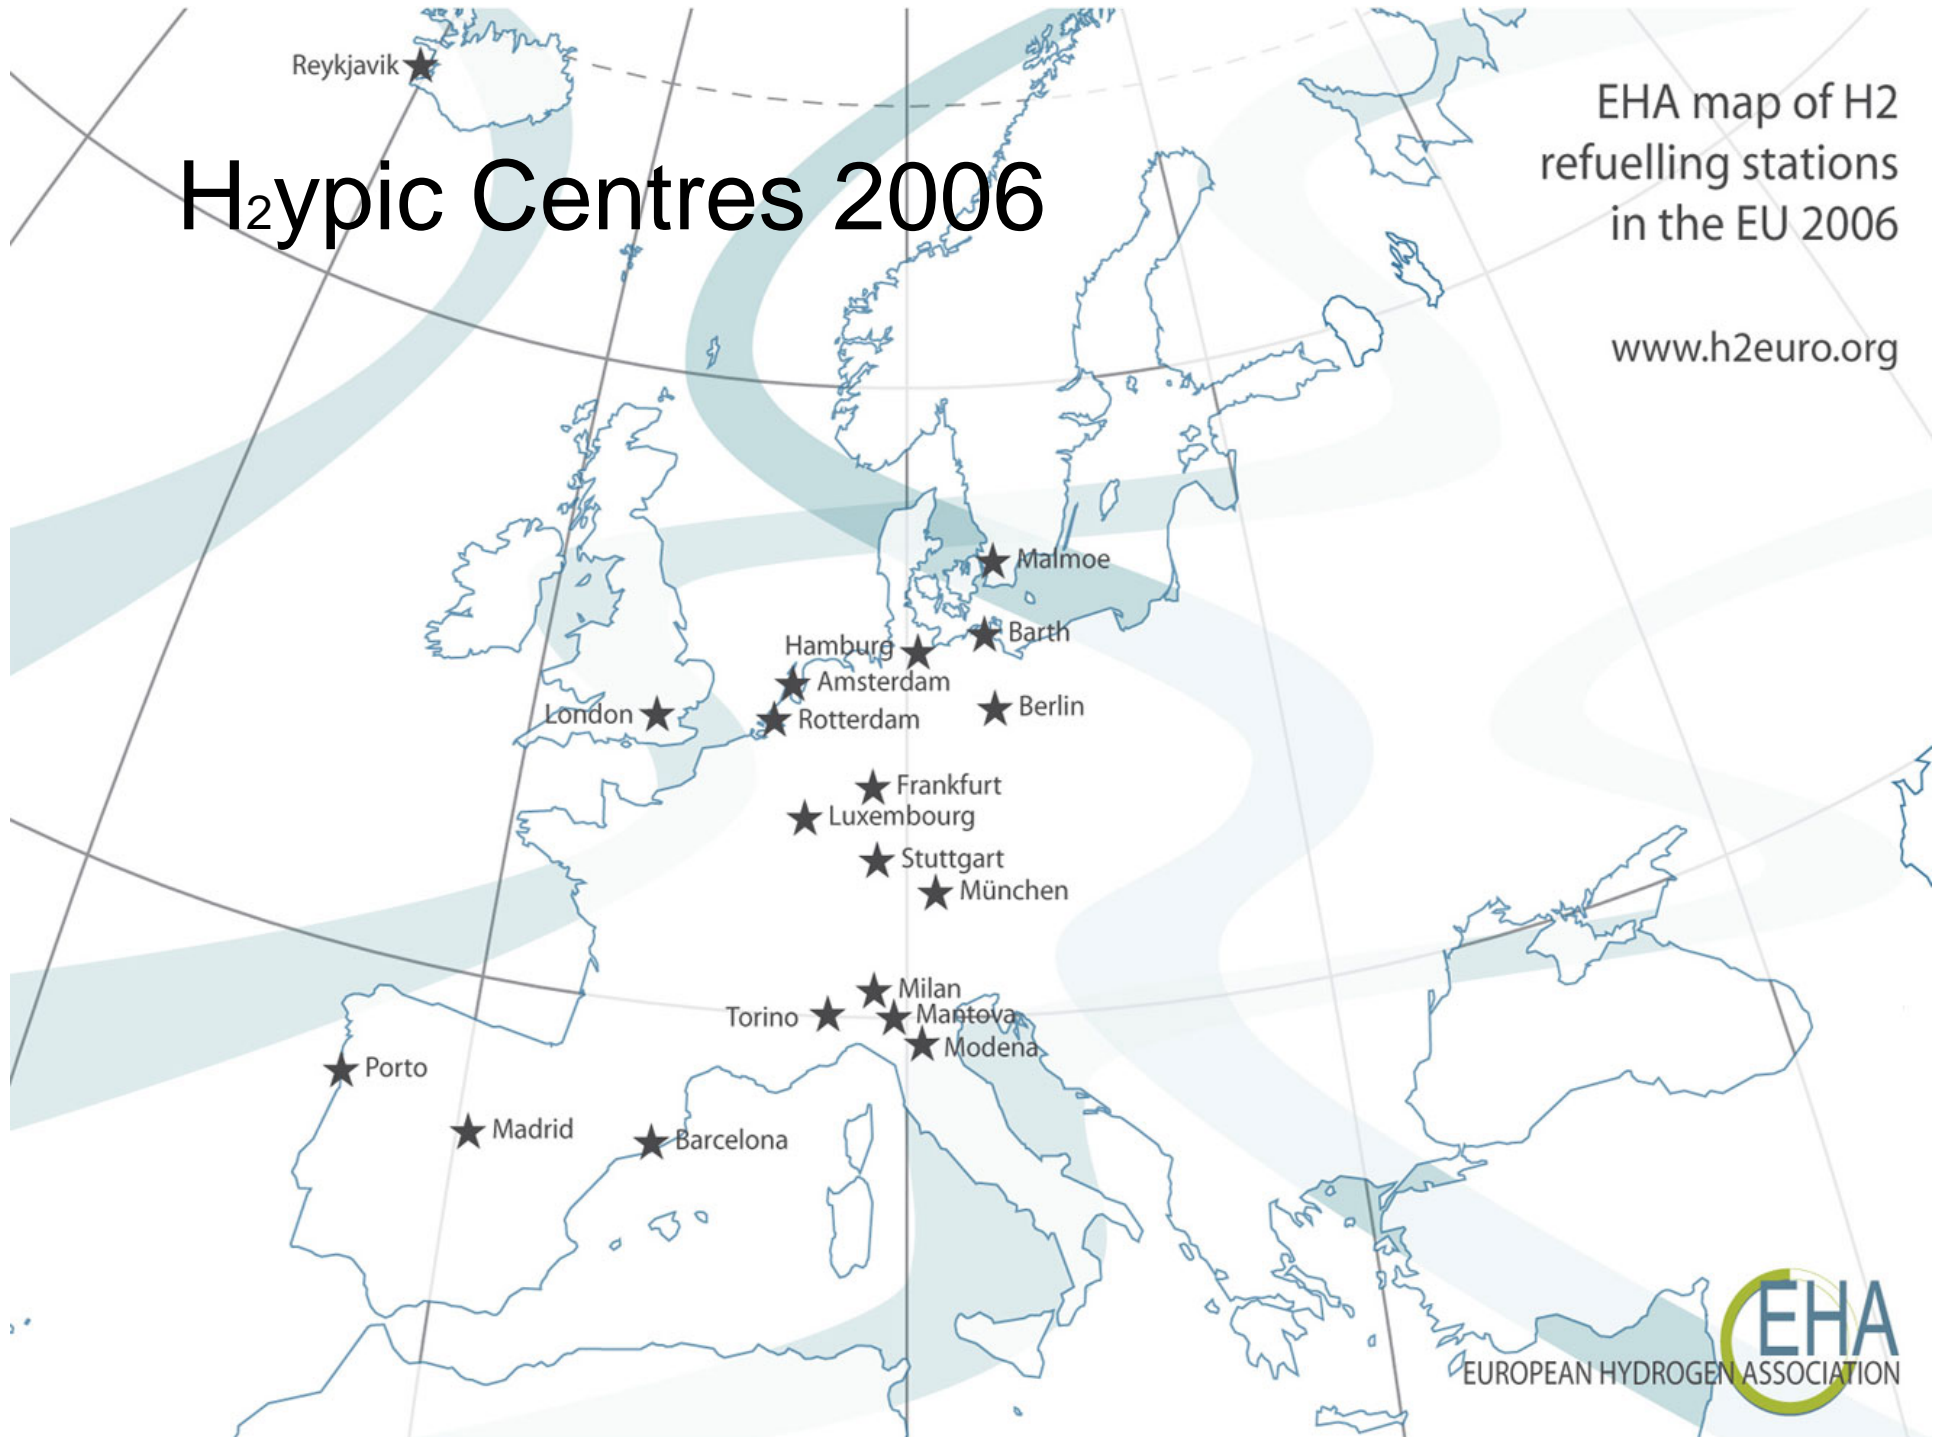 Reykjavik
EHA map of H2
refuelling stations
in the EU 2006
H2ypic Centres 2006
www.h2euro.org
Malmoe
Barth
Hamburg
Amsterdam
London
Rotterdam
Berlin
Frankfurt
Luxembourg
Stuttgart
München
Milan
Torino
Mantova
Modena
Porto
Madrid
Barcelona
EHA
EUROPEAN HYDROGEN ASSOCIATION